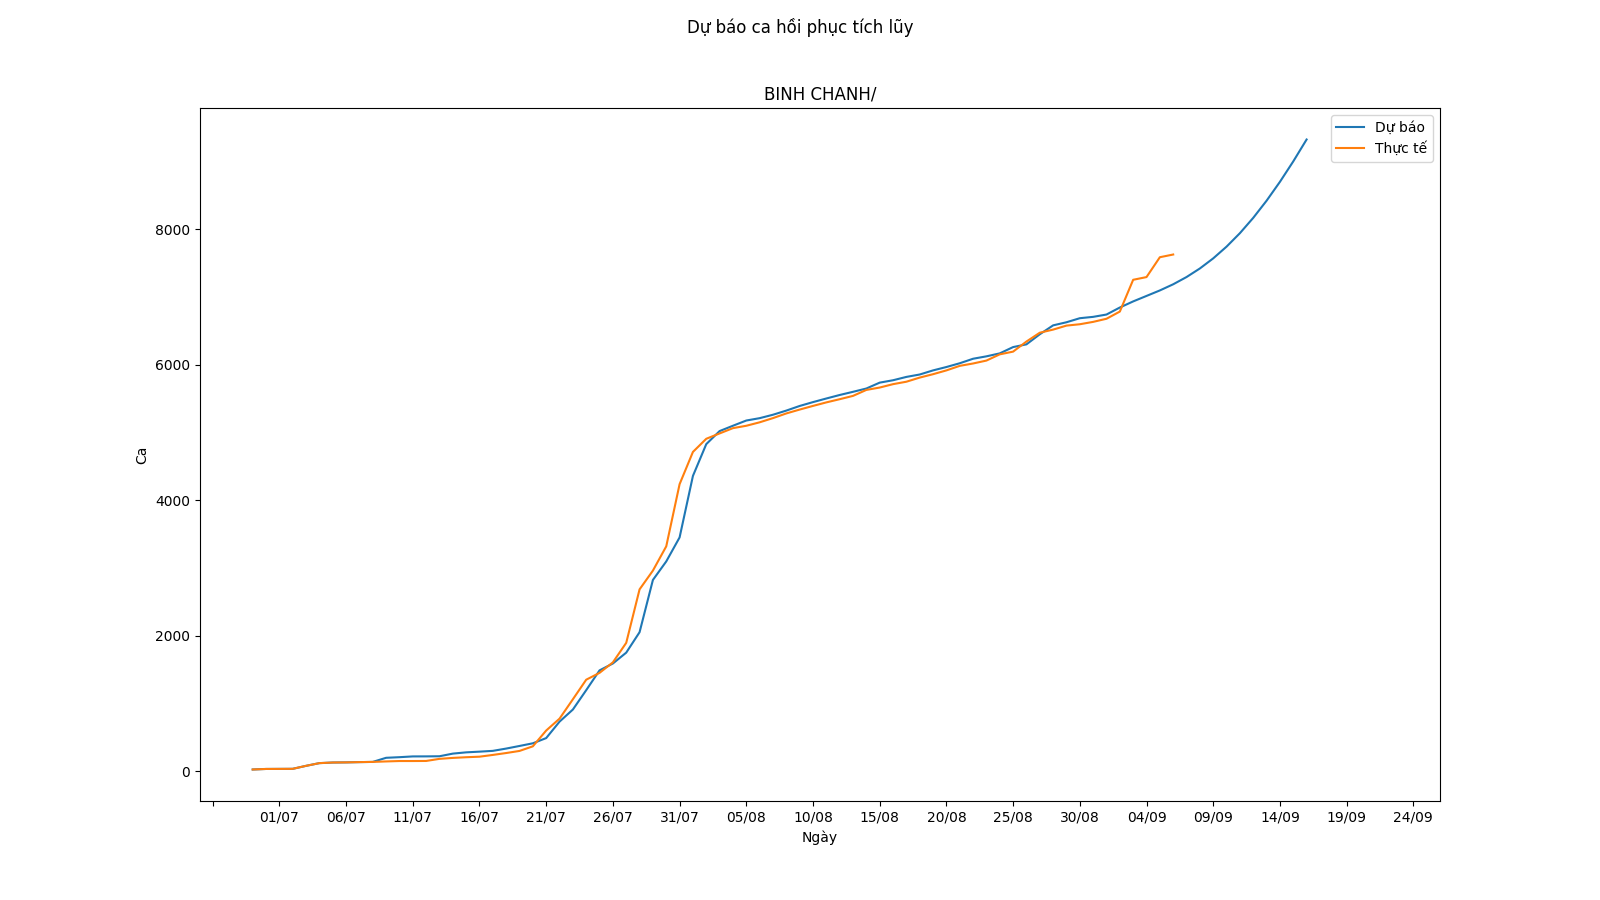 Dự báo ca hồi phục tích lũy
BINH CHANH/
Dự báo
Thực tế
8000
6000
4000
2000
0
Ca
01/07 06/07 11/07 16/07 21/07 26/07 31/07 05/08 10/08 15/08 20/08 25/08 30/08 04/09 09/09 14/09 19/09 24/09
Ngày